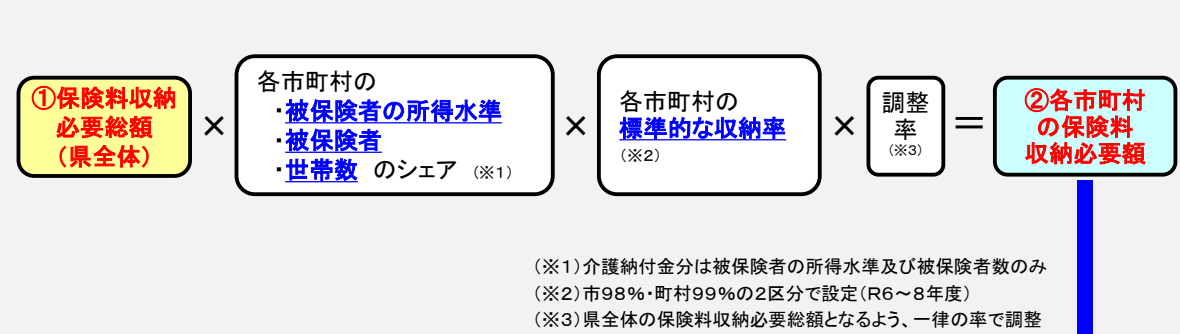 ①保険料収納
必要総額
(県全体)
×
各市町村の
・被保険者の所得水準
・被保険者
・世帯数 のシェア (※1)
×
各市町村の
標準的な収納率
(※2)
×
調整
率
(※3)
＝
②各市町村
の保険料
収納必要額
(※1)介護納付金分は被保険者の所得水準及び被保険者数のみ
(※2)市98%・町村99%の2区分で設定(R6～8年度)
(※3)県全体の保険料収納必要総額となるよう、一律の率で調整